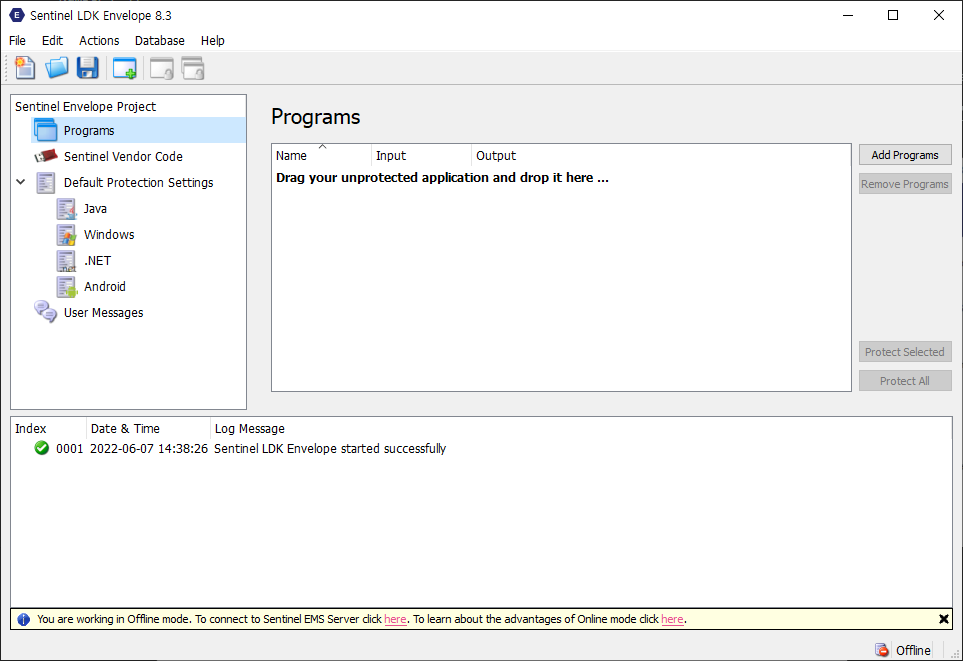 Sentinel LDK Envelope 8.3
File Edit Actions Database Help
Sentinel Envelope Project
Programs
Sentinel Vendor Code
Default Protection Settings
Java
Windows
.NET
Android
User Messages
Programs
Name Input Output
Drag your unprotected application and drop it here ...
Add Programs
Remove Programs
Protect Selected
Protect All
Index Date & Time Log Message
0001 2022-06-07 14:38:26 Sentinel LDK Envelope started successfully
You are working in Offline mode. To connect to Sentinel EMS Server click here. To learn about the advantages of Online mode click here.
Offline